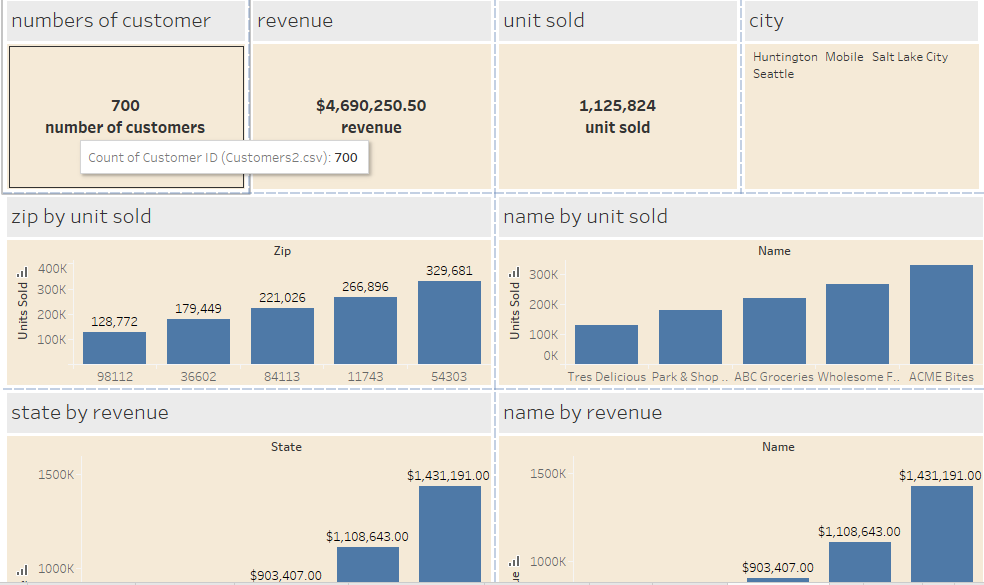 numbers of customer
revenue
unit sold
city
700
number of customers
Count of Customer ID (Customers2.csv): 700
$4,690,250.50
revenue
1,125,824
unit sold
Huntington Mobile Salt Lake City
Seattle
zip by unit sold
Zip
Units Sold
400K
300K
200K
100K
128,772
179,449
221,026
266,896
329,681
98112
36602
84113
11743
54303
name by unit sold
Name
Units Sold
300K
200K
100K
0K
Tres Delicious
Park & Shop ..
ABC Groceries
Wholesome F..
ACME Bites
state by revenue
State
1500K
1000K
$903,407.00
$1,108,643.00
$1,431,191.00
name by revenue
Name
1500K
1000K
$903,407.00
$1,108,643.00
$1,431,191.00